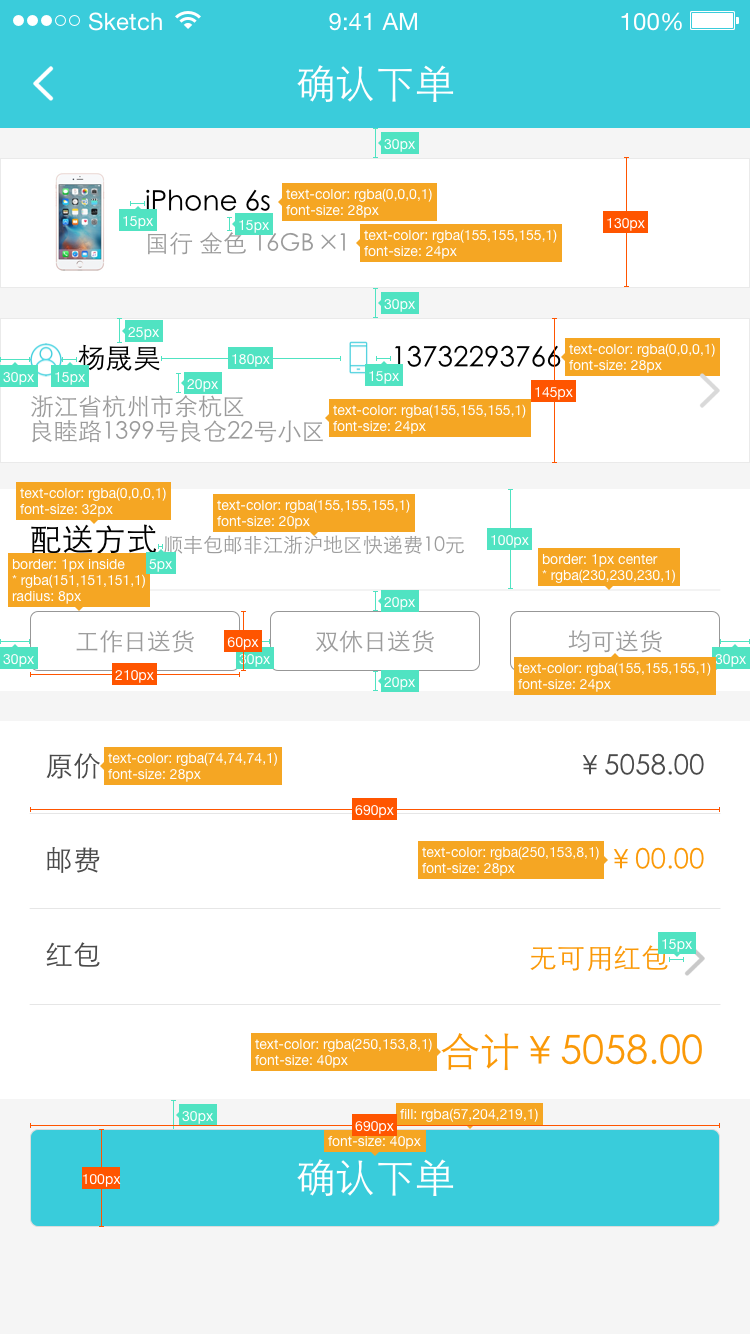 Sketch 9:41 AM 100%
确认下单
30px
iPhone 6s
text-color: rgba(0,0,0,1)
font-size: 28px
15px
15px
130px
国行 金色 16GB ×1
text-color: rgba(155,155,155,1)
font-size: 24px
30px
25px
杨晟昊
180px
13732293766
text-color: rgba(0,0,0,1)
font-size: 28px
30px
15px
20px
15px
145px
浙江省杭州市余杭区
良睦路1399号良仓22号小区
text-color: rgba(155,155,155,1)
font-size: 24px
text-color: rgba(0,0,0,1)
font-size: 32px
text-color: rgba(155,155,155,1)
font-size: 20px
配送方式
顺丰包邮非江浙沪地区快递费10元
100px
5px
border: 1px inside
* rgba(151,151,151,1)
radius: 8px
border: 1px center
* rgba(230,230,230,1)
20px
工作日送货
60px
双休日送货
均可送货
30px
30px
30px
210px
20px
text-color: rgba(155,155,155,1)
font-size: 24px
原价
text-color: rgba(74,74,74,1)
font-size: 28px
¥ 5058.00
690px
邮费
text-color: rgba(250,153,8,1)
font-size: 28px
¥ 00.00
红包
无可用红包
15px
text-color: rgba(250,153,8,1)
font-size: 40px
合计 ¥ 5058.00
30px
fill: rgba(57,204,219,1)
690px
font-size: 40px
确认下单
100px